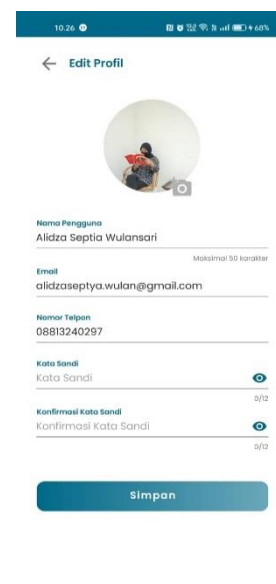 10.26
68%
Edit Profil
Nama Pengguna
Alidza Septia Wulansari
Maksimal 50 karakter
Email
alidzaseptya.wulan@gmail.com
Nomor Telpon
08813240297
Kata Sandi
Kata Sandi
0/12
Konfirmasi Kata Sandi
Konfirmasi Kata Sandi
0/12
Simpan